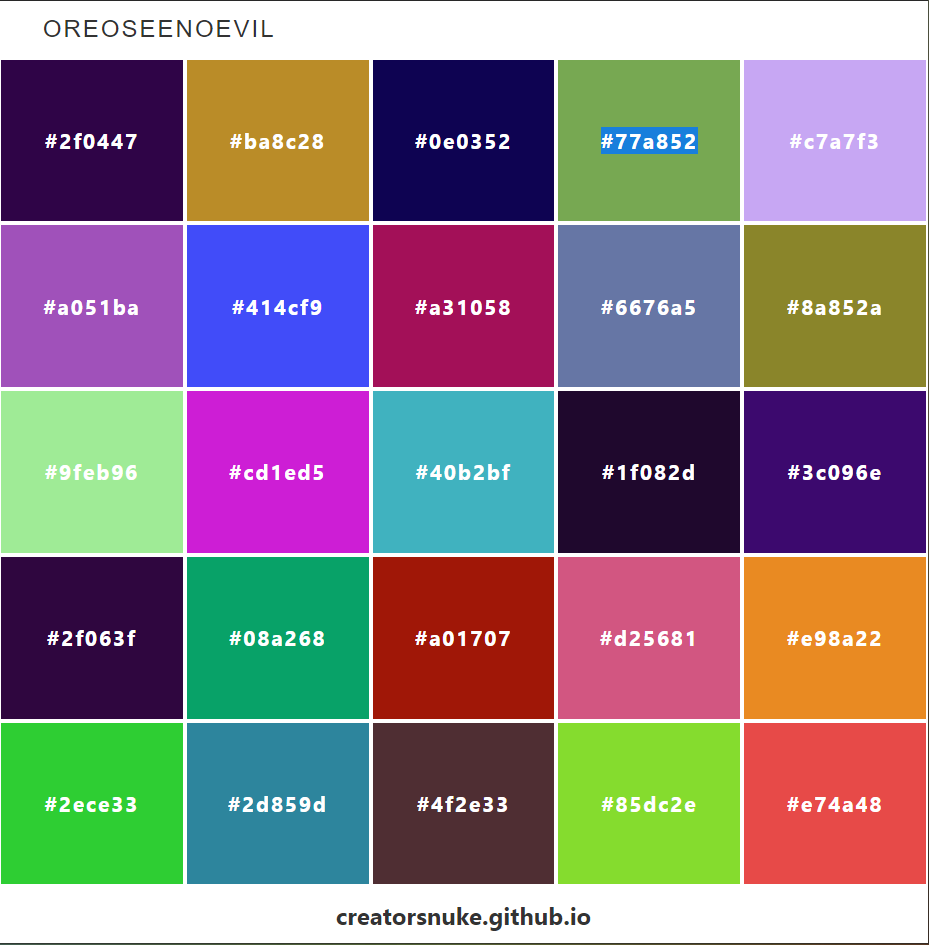 OREOSEENOEVIL
#2f0447 #ba8c28 #0e0352 #77a852 #c7a7f3
#a051ba #414cf9 #a31058 #6676a5 #8a852a
#9feb96 #cd1ed5 #40b2bf #1f082d #3c096e
#2f063f #08a268 #a01707 #d25681 #e98a22
#2ece33 #2d859d #4f2e33 #85dc2e #e74a48
creatorsnuke.github.io